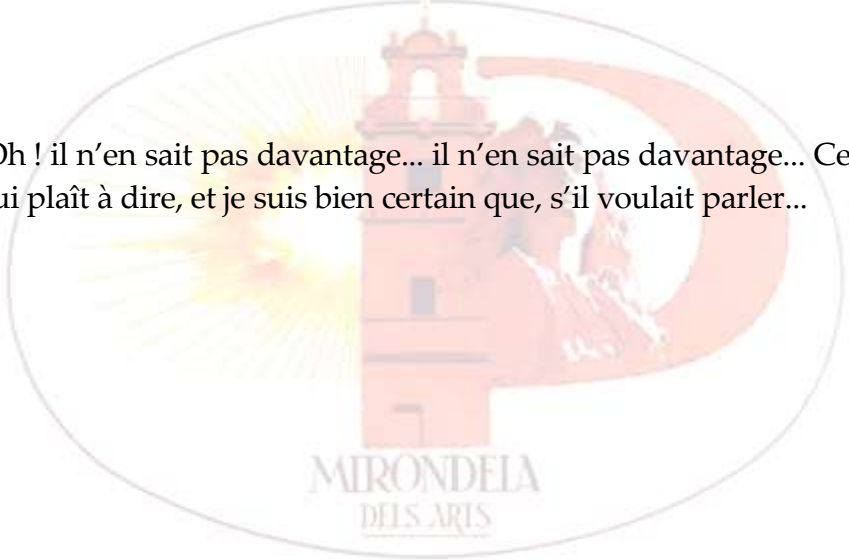 Oh ! il n’en sait pas davantage... il n’en sait pas davantage... Ce
ui plaît à dire, et je suis bien certain que, s’il voulait parler...
MIRONDELA
DELS ARTS